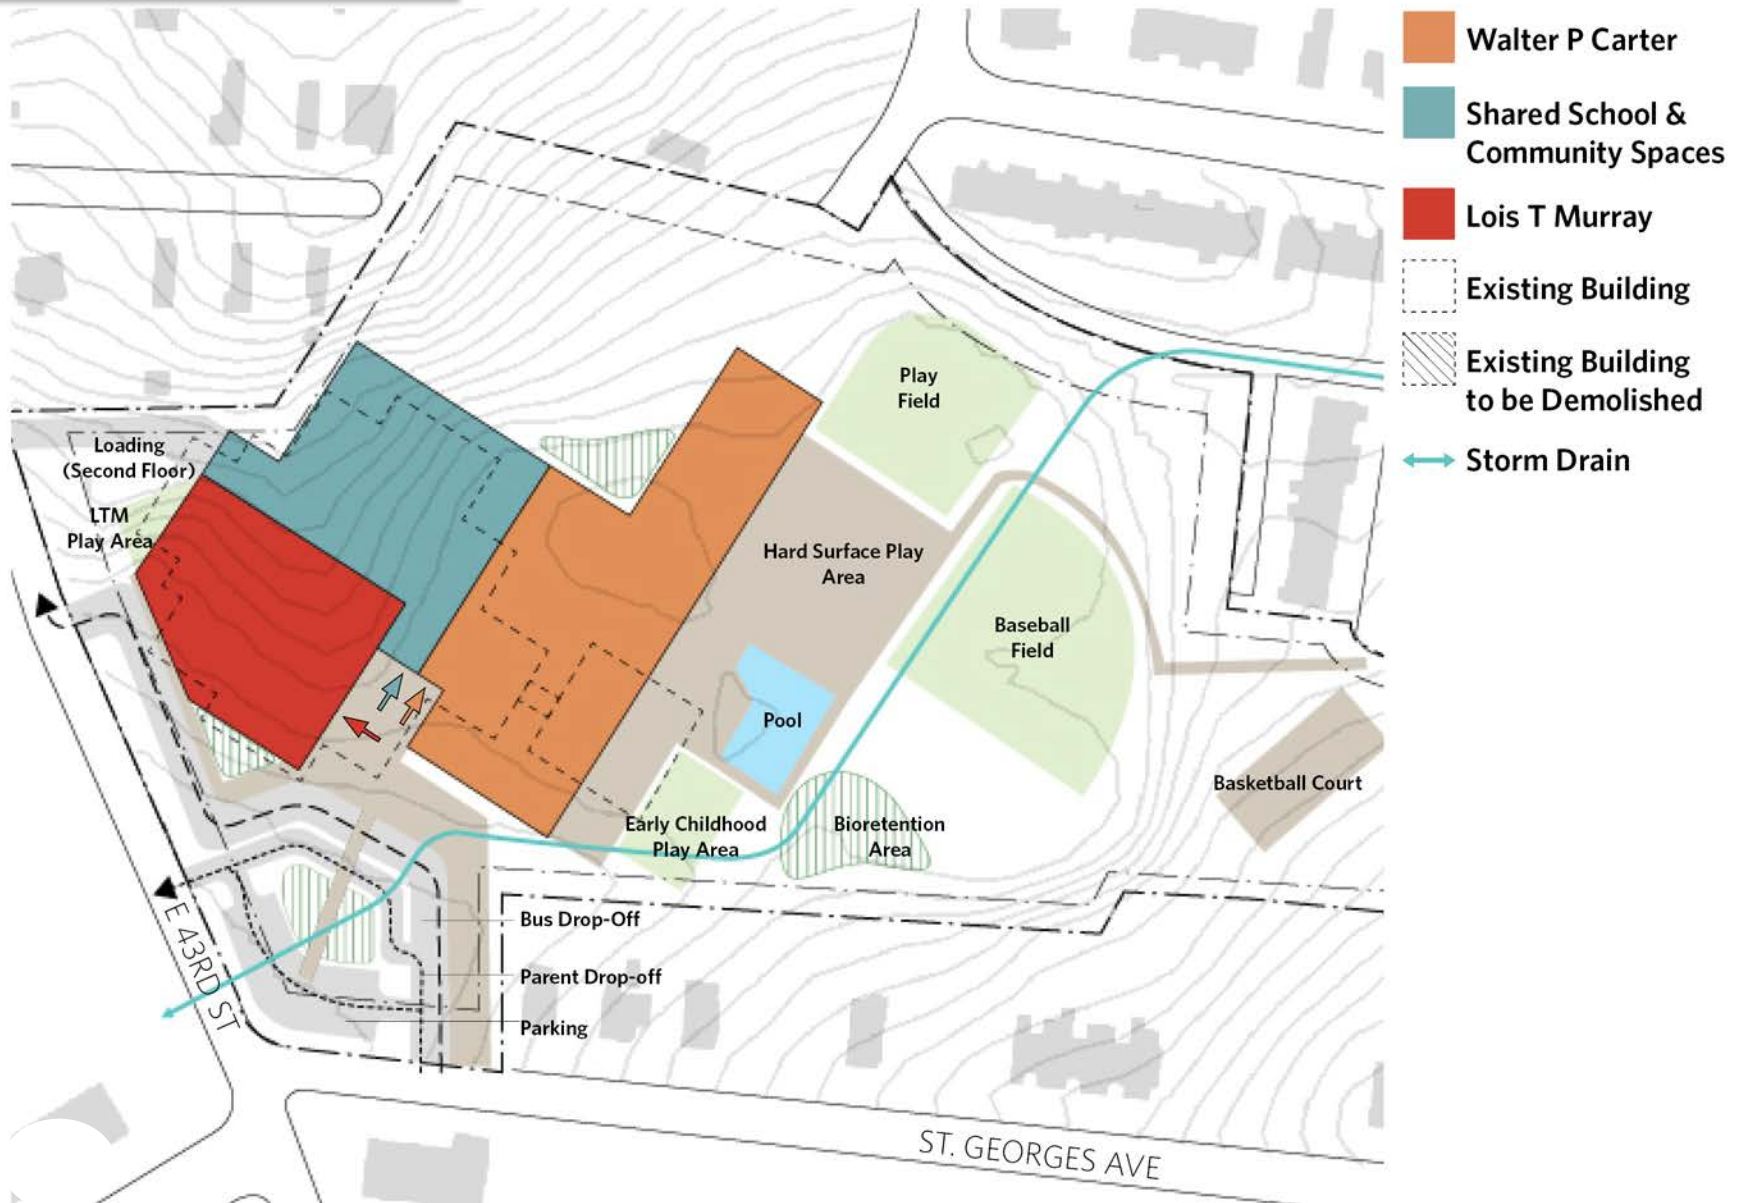 Walter P Carter
Shared School &
Community Spaces
Lois T Murray
Existing Building
Existing Building
to be Demolished
Storm Drain
Play
Field
Loading
(Second Floor)
LTM
Play Area
Hard Surface Play
Area
Baseball
Field
Pool
Basketball Court
Early Childhood
Play Area
Bioretention
Area
Bus Drop-Off
Parent Drop-off
Parking
E 43RD ST
ST. GEORGES AVE